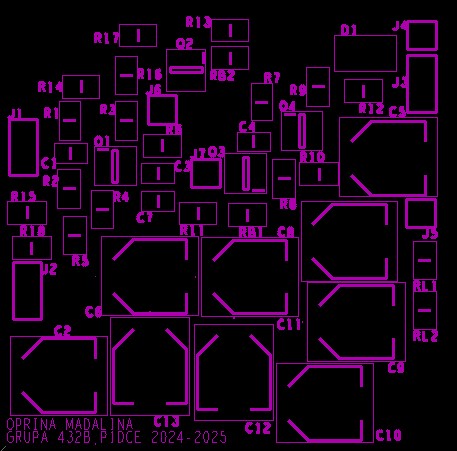 R13
J4
R17
Q2
D1
R16
RB2
R7
R14
J6
R9
J3
R12
R1
R3
Q4
C5
J1
R6
C4
Q1
J7 Q3
R10
C1
C3
R2
R15
R4
C7
R8
R18
R11
RB1
C8
J5
R5
J2
RL1
C6
C11
C2
RL2
C9
C13
C12
OPRINA MADALINA
GRUPA 432B,P1DCE 2024-2025
C10